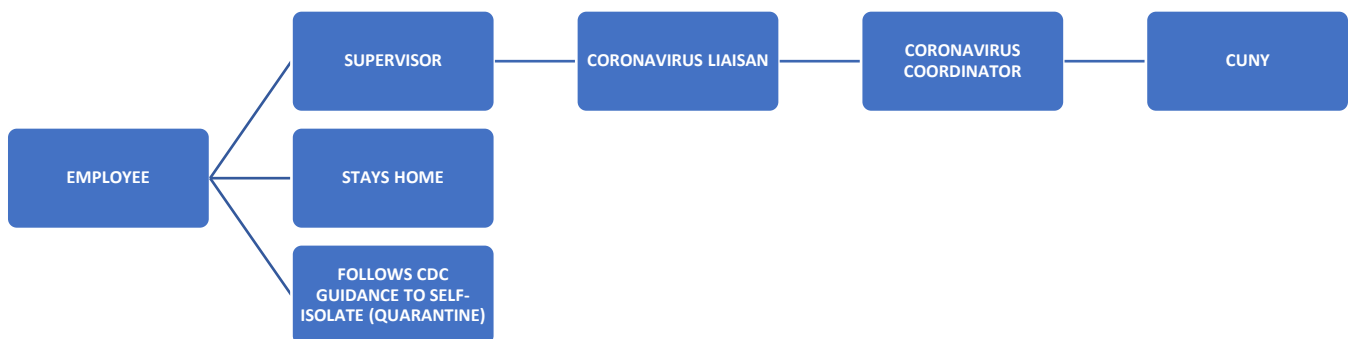 SUPERVISOR
CORONAVIRUS LIAISAN
CORONAVIRUS
COORDINATOR
CUNY
EMPLOYEE
STAYS HOME
FOLLOWS CDC
GUIDANCE TO SELF-
ISOLATE (QUARANTINE)